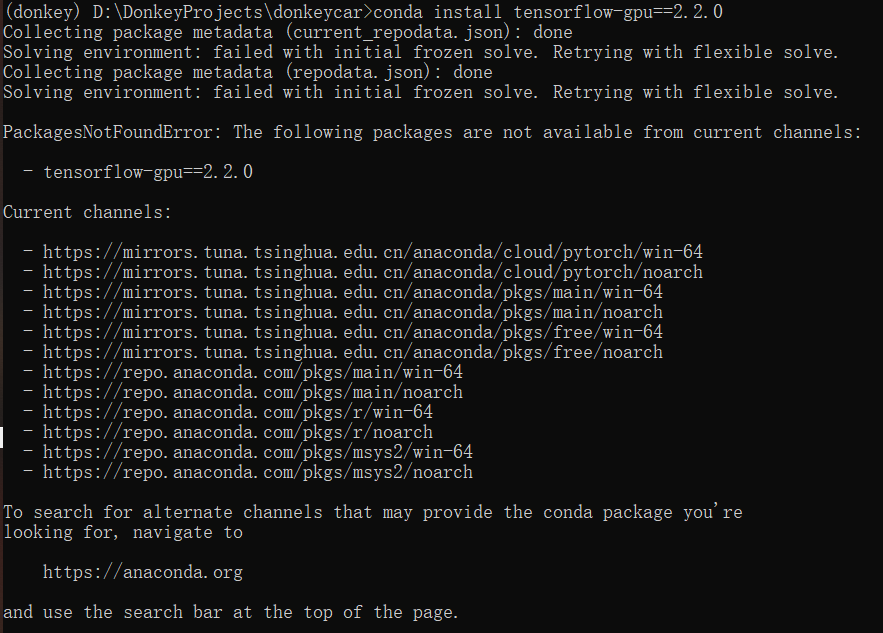 (donkey) D:\DonkeyProjects\donkeycar>conda install tensorflow-gpu==2.2.0
Collecting package metadata (current_repodata.json): done
Solving environment: failed with initial frozen solve. Retrying with flexible solve.
Collecting package metadata (repodata.json): done
Solving environment: failed with initial frozen solve. Retrying with flexible solve.
PackagesNotFoundError: The following packages are not available from current channels:
- tensorflow-gpu==2.2.0
Current channels:
- https://mirrors.tuna.tsinghua.edu.cn/anaconda/cloud/pytorch/win-64
- https://mirrors.tuna.tsinghua.edu.cn/anaconda/cloud/pytorch/noarch
- https://mirrors.tuna.tsinghua.edu.cn/anaconda/pkgs/main/win-64
- https://mirrors.tuna.tsinghua.edu.cn/anaconda/pkgs/main/noarch
- https://mirrors.tuna.tsinghua.edu.cn/anaconda/pkgs/free/win-64
- https://mirrors.tuna.tsinghua.edu.cn/anaconda/pkgs/free/noarch
- https://repo.anaconda.com/pkgs/main/win-64
- https://repo.anaconda.com/pkgs/main/noarch
- https://repo.anaconda.com/pkgs/r/win-64
- https://repo.anaconda.com/pkgs/r/noarch
- https://repo.anaconda.com/pkgs/msys2/win-64
- https://repo.anaconda.com/pkgs/msys2/noarch
To search for alternate channels that may provide the conda package you're
looking for, navigate to
https://anaconda.org
and use the search bar at the top of the page.